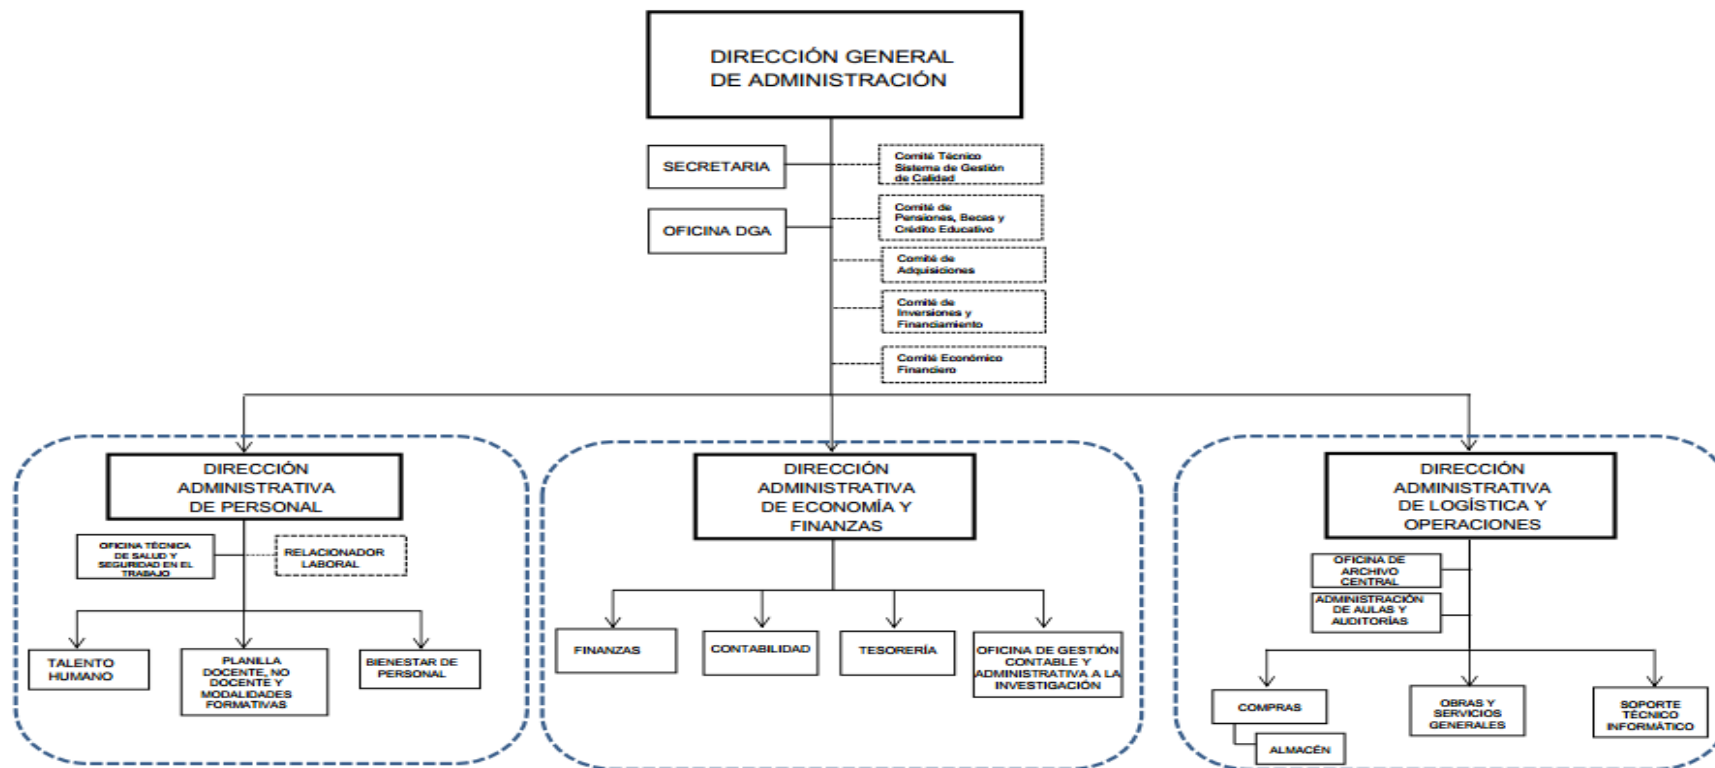 DIRECCIÓN GENERAL
DE ADMINISTRACIÓN
SECRETARIA
Comité Técnico
Sistema de Gestión
de Calidad
OFICINA DGA
Comité de
Pensiones, Becas y
Crédito Educativo
Comité de
Adquisiciones
Comité de
Inversiones y
Financiamiento
Comité Económico
Financiero
DIRECCIÓN
ADMINISTRATIVA
DE PERSONAL
OFICINA TÉCNICA
DE SALUD Y
SEGURIDAD EN EL
TRABAJO
RELACIONADOR
LABORAL
TALENTO
HUMANO
PLANILLA
DOCENTE, NO
DOCENTE Y
MODALIDADES
FORMATIVAS
BIENESTAR DE
PERSONAL
DIRECCIÓN
ADMINISTRATIVA
DE ECONOMÍA Y
FINANZAS
FINANZAS
CONTABILIDAD
TESORERÍA
OFICINA DE GESTIÓN
CONTABLE Y
ADMINISTRATIVA A LA
INVESTIGACIÓN
DIRECCIÓN
ADMINISTRATIVA
DE LOGÍSTICA Y
OPERACIONES
OFICINA DE
ARCHIVO
CENTRAL
ADMINISTRACIÓN
DE AULAS Y
AUDITORÍAS
COMPRAS
ALMACÉN
OBRAS Y
SERVICIOS
GENERALES
SOPORTE
TÉCNICO
INFORMÁTICO